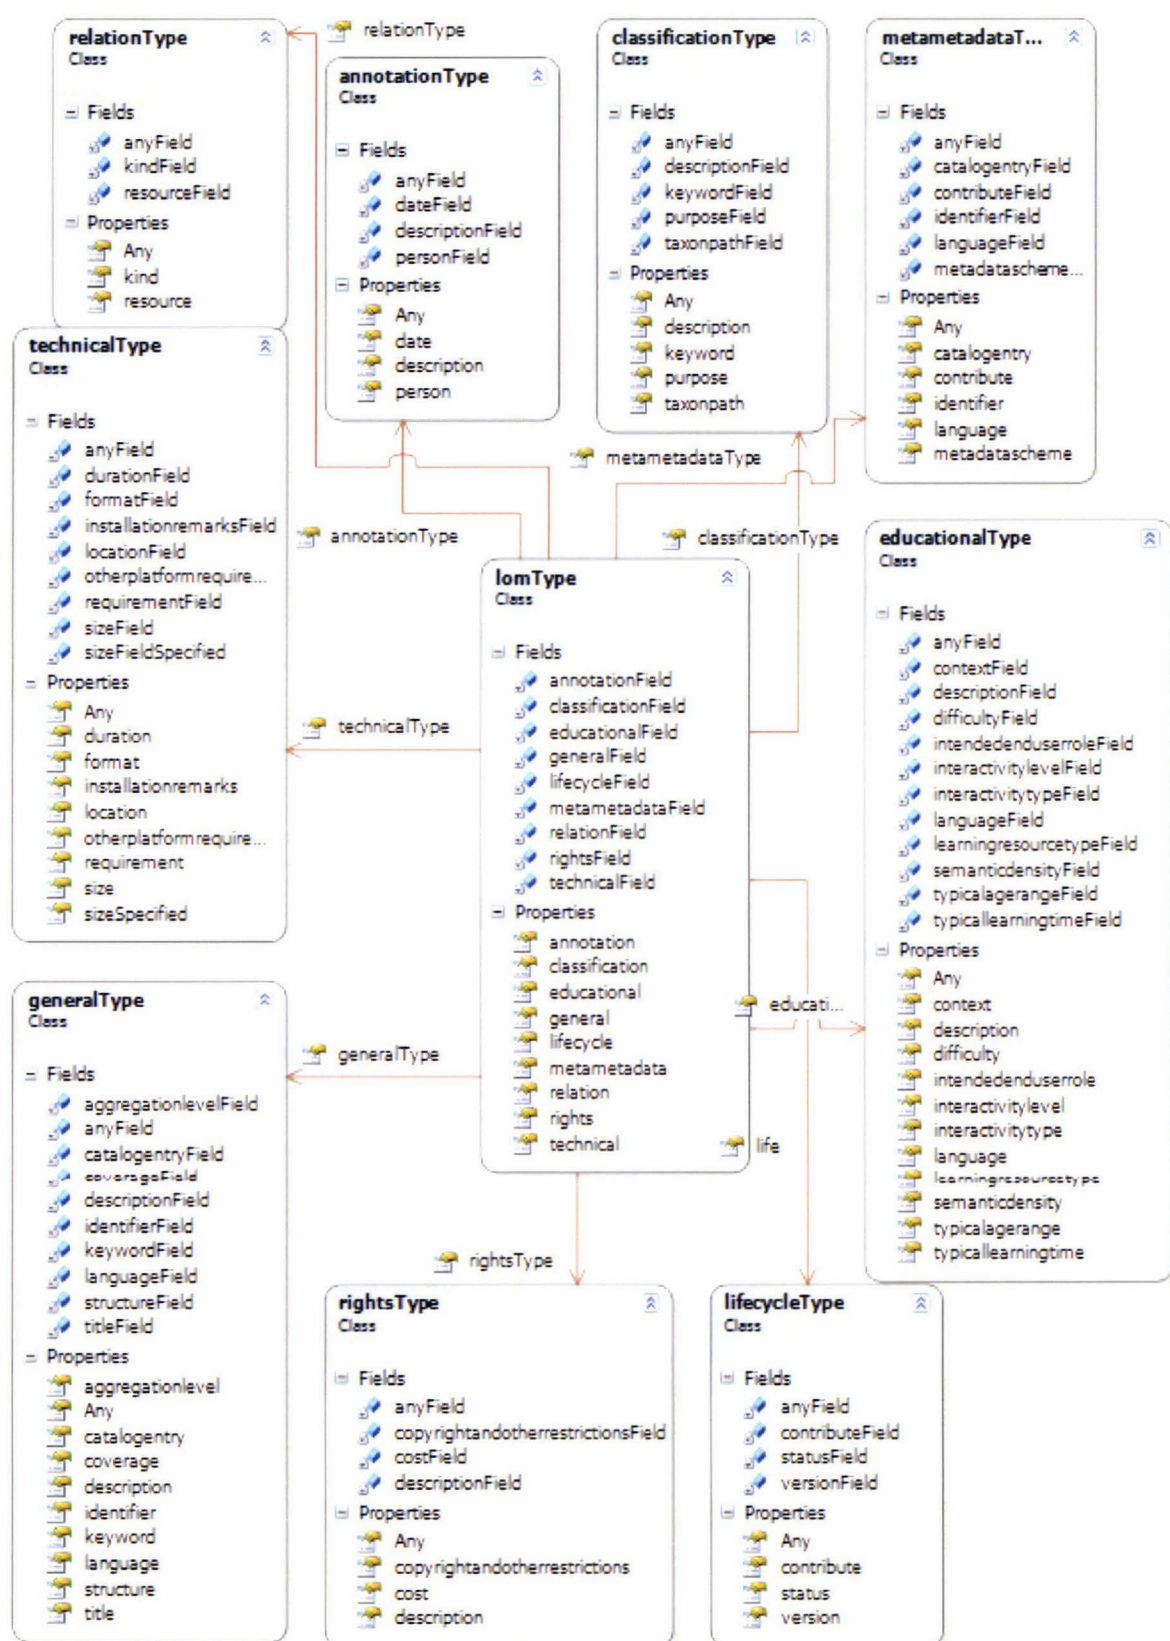 relationType
Class
Fields
anyField
kindField
resourceField
Properties
Any
kind
resource
relationType
annotationType
Class
Fields
anyField
dateField
descriptionField
personField
Properties
Any
date
description
person
classificationType
Class
Fields
anyField
descriptionField
keywordField
purposeField
taxonpathField
Properties
Any
description
keyword
purpose
taxonpath
metametadataT...
Class
Fields
anyField
catalogentryField
contributeField
identifierField
languageField
metadatascheme...
Properties
Any
catalogentry
contribute
identifier
language
metadatascheme
technicalType
Class
Fields
anyField
durationField
formatField
installationremarksField
locationField
otherplatformrequire...
requirementField
sizeField
sizeFieldSpecified
Properties
Any
duration
format
installationremarks
location
otherplatformrequire...
requirement
size
sizeSpecified
metametadataType
annotationType
classificationType
technicalType
lomType
Class
Fields
annotationField
classificationField
educationalField
generalField
lifecycleField
metametadataField
relationField
rightsField
technicalField
Properties
annotation
classification
educational
general
lifecycle
metametadata
relation
rights
technical
educationalType
Class
Fields
anyField
contextField
descriptionField
difficultyField
intendedenduserroleField
interactivitylevelField
interactivitytypeField
languageField
learningresourcetypeField
semanticdensityField
typicalagerangeField
typicallearningtimeField
Properties
Any
context
description
difficulty
intendedenduserrole
interactivitylevel
interactivitytype
language
learningresourcetype
semanticdensity
typicalagerange
typicallearningtime
educati...
generalType
life
rightsType
generalType
Class
Fields
aggregationlevelField
anyField
catalogentryField
coverageField
descriptionField
identifierField
keywordField
languageField
structureField
titleField
Properties
aggregationlevel
Any
catalogentry
coverage
description
identifier
keyword
language
structure
title
rightsType
Class
Fields
anyField
copyrightandotherrestrictionsField
costField
descriptionField
Properties
Any
copyrightandotherrestrictions
cost
description
lifecycleType
Class
Fields
anyField
contributeField
statusField
versionField
Properties
Any
contribute
status
version